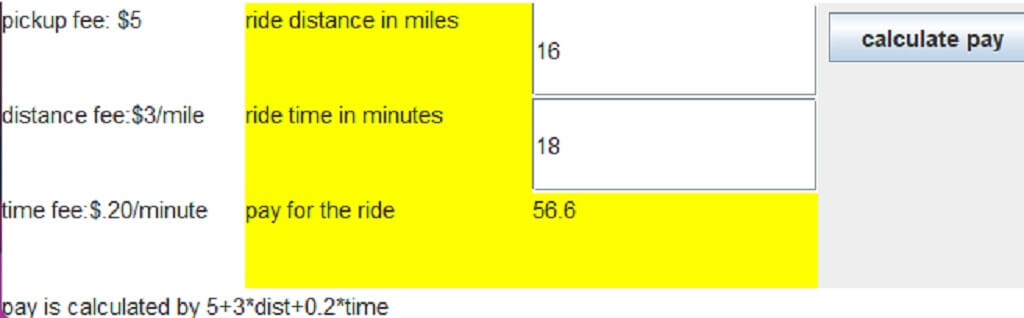 pickup fee: $5
ride distance in miles
16
calculate pay
distance fee:$3/mile
ride time in minutes
18
time fee:$.20/minute
pay for the ride
56.6
pay is calculated by 5+3*dist+0.2*time